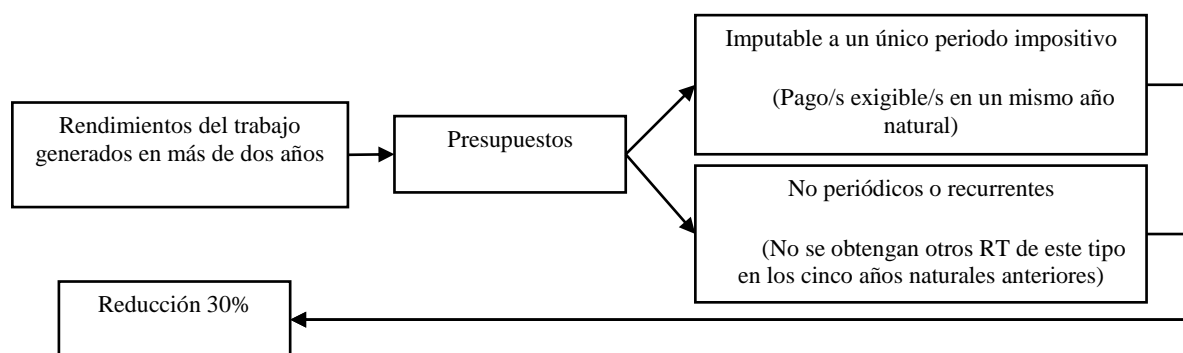 Rendimientos del trabajo
generados en más de dos años
Presupuestos
Imputable a un único periodo impositivo
(Pago/s exigible/s en un mismo año
natural)
No periódicos o recurrentes
(No se obtengan otros RT de este tipo
en los cinco años naturales anteriores)
Reducción 30%